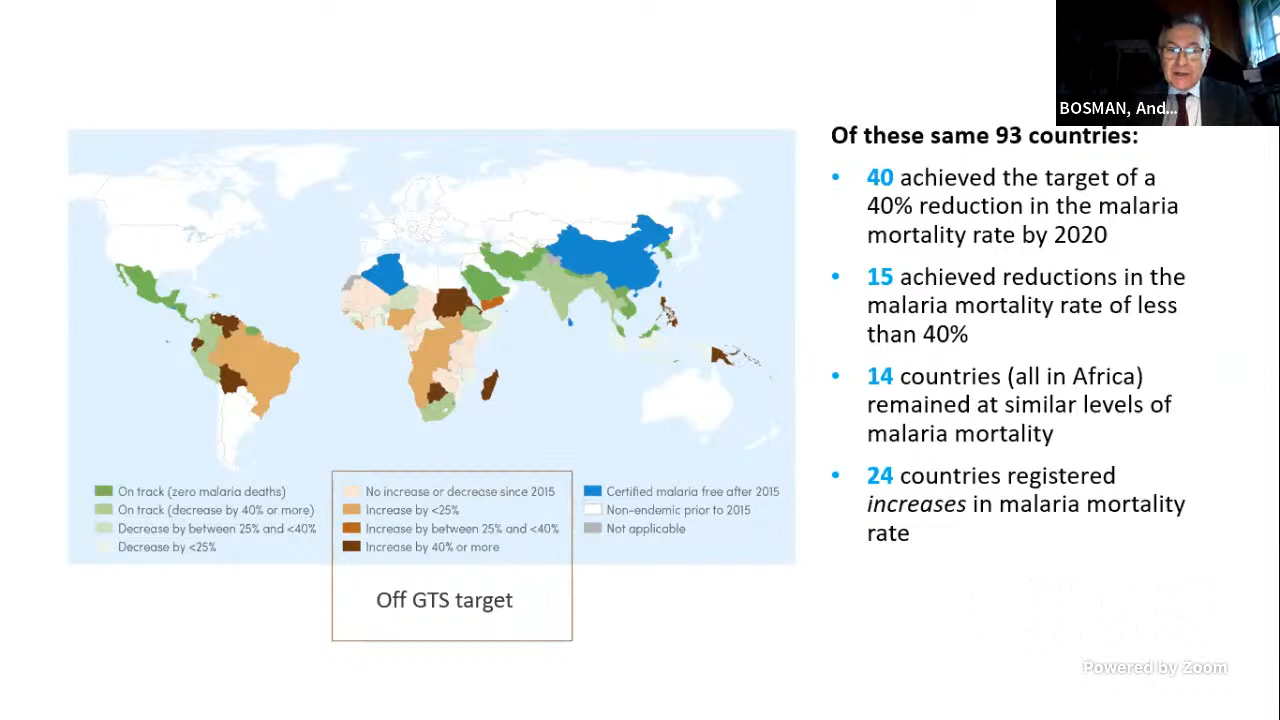 BOSMAN, And...
Of these same 93 countries:
• 40 achieved the target of a
40% reduction in the malaria
mortality rate by 2020
• 15 achieved reductions in the
malaria mortality rate of less
than 40%
• 14 countries (all in Africa)
remained at similar levels of
malaria mortality
• 24 countries registered
increases in malaria mortality
rate
On track (zero malaria deaths)
On track (decrease by 40% or more)
Decrease by between 25% and <40%
Decrease by <25%
No increase or decrease since 2015
Increase by <25%
Increase by between 25% and <40%
Increase by 40% or more
Certified malaria free after 2015
Non-endemic prior to 2015
Not applicable
Off GTS target
Powered by Zoom